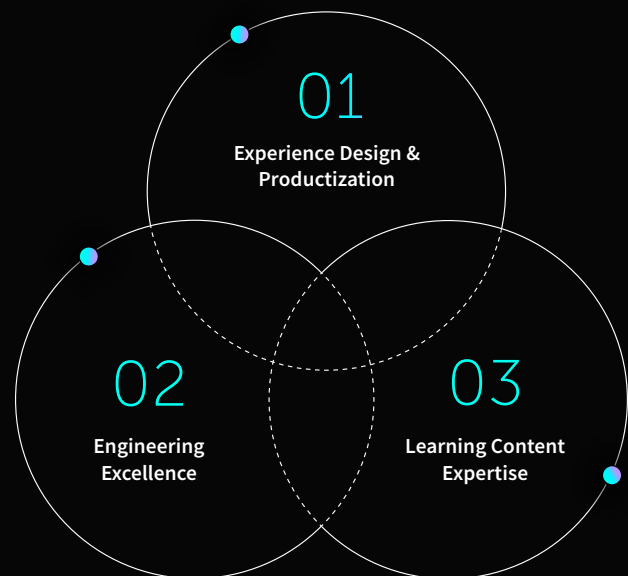 01
Experience Design &
Productization
02
Engineering
Excellence
03
Learning Content
Expertise